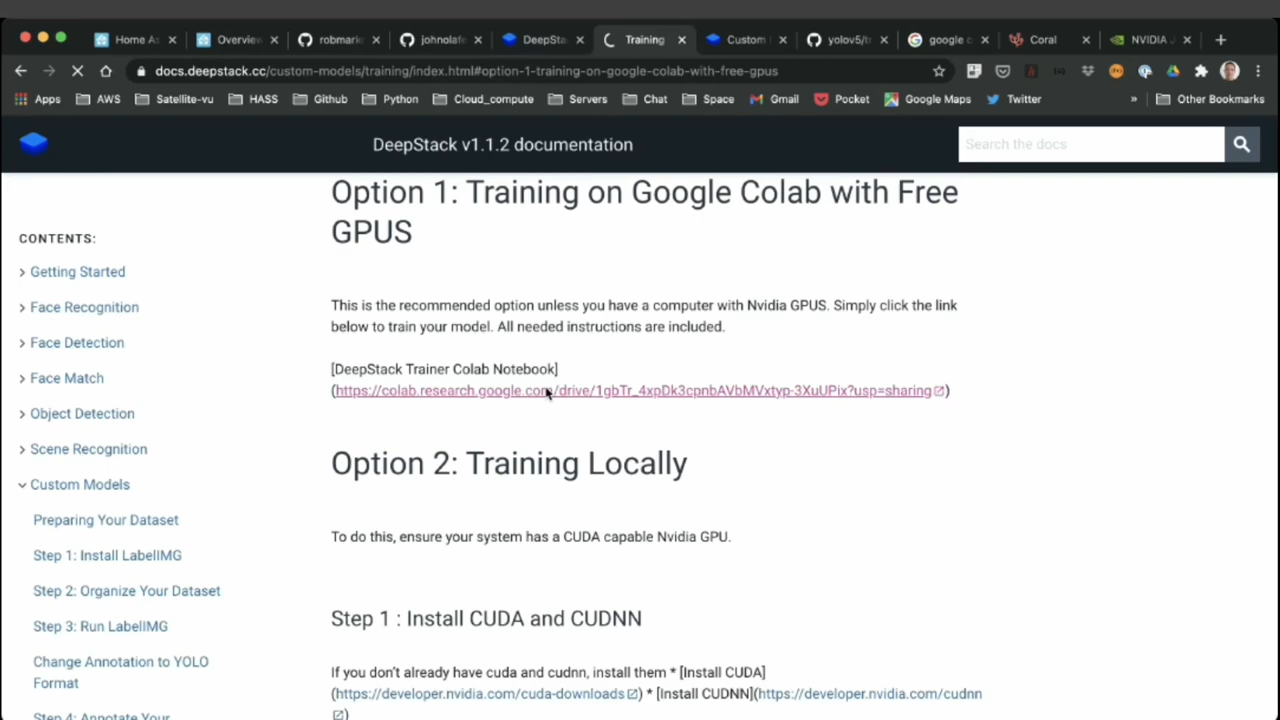 Home As
Overview
robmark
johnolafe
DeepSta
Training
Custom
yolov5/t
google c
Coral
NVIDIA J
docs.deepstack.cc/custom-models/training/index.html#option-1-training-on-google-colab-with-free-gpus
Apps
AWS
Satellite-vu
HASS
Github
Python
Cloud_compute
Servers
Chat
Space
Gmail
Pocket
Google Maps
Twitter
»
Other Bookmarks
DeepStack v1.1.2 documentation
Search the docs
CONTENTS:
Getting Started
Face Recognition
Face Detection
Face Match
Object Detection
Scene Recognition
Custom Models
Preparing Your Dataset
Step 1: Install LabelIMG
Step 2: Organize Your Dataset
Step 3: Run LabelIMG
Change Annotation to YOLO
Format
Step 4: Annotate Your
Option 1: Training on Google Colab with Free
GPUS
This is the recommended option unless you have a computer with Nvidia GPUS. Simply click the link
below to train your model. All needed instructions are included.
[DeepStack Trainer Colab Notebook]
(https://colab.research.google.com/drive/1gbTr_4xpDk3cpnbAVbMVxtyp-3XuUPix?usp=sharing)
Option 2: Training Locally
To do this, ensure your system has a CUDA capable Nvidia GPU.
Step 1 : Install CUDA and CUDNN
If you don't already have cuda and cudnn, install them * [Install CUDA]
(https://developer.nvidia.com/cuda-downloads) * [Install CUDNN](https://developer.nvidia.com/cudnn
)